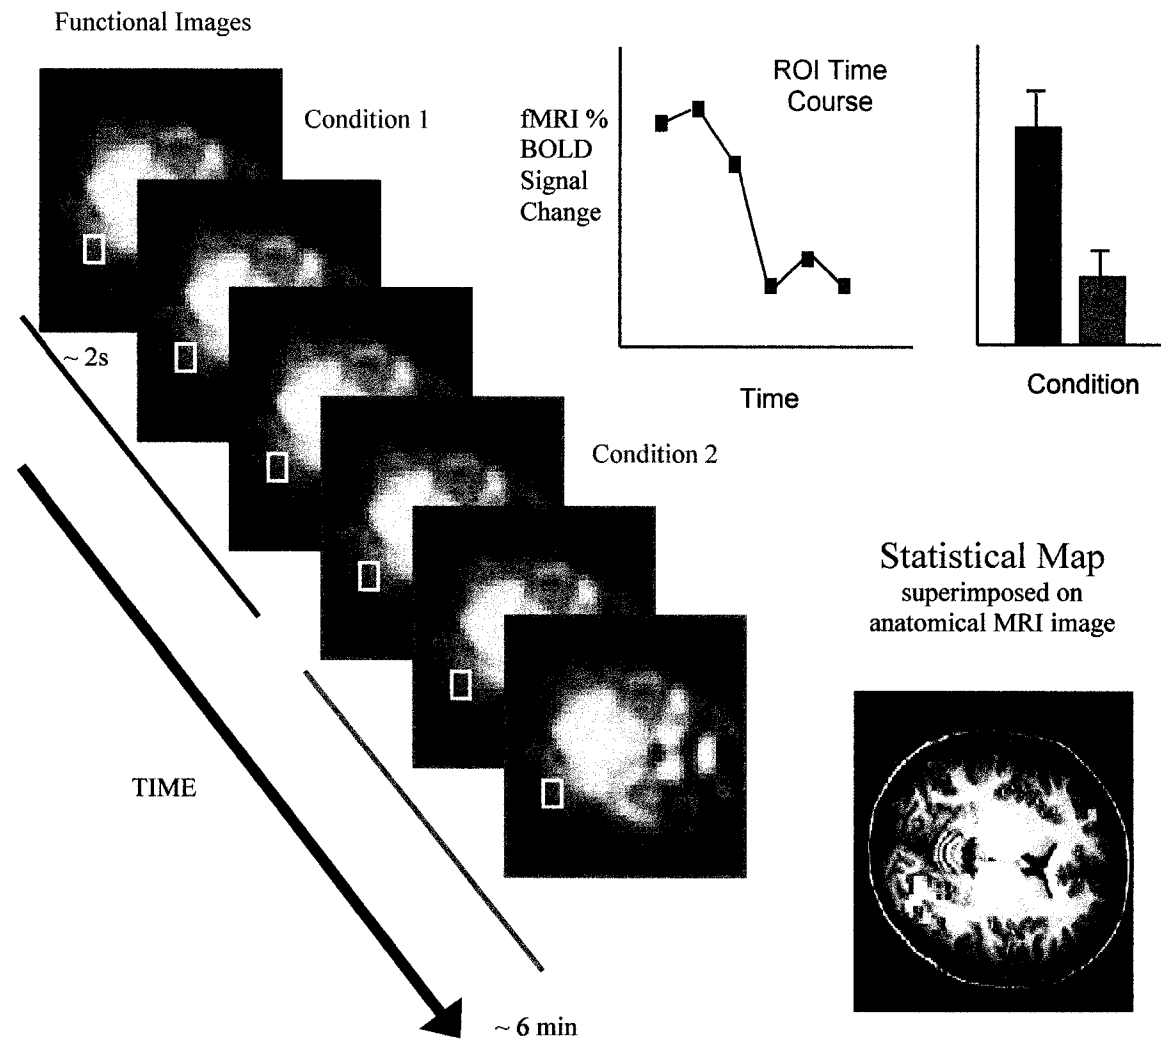 Functional Images
Condition 1
~ 2s
Condition 2
TIME
~ 6 min
fMRI %
BOLD
Signal
Change
ROI Time
Course
Time
Condition
Statistical Map
superimposed on
anatomical MRI image